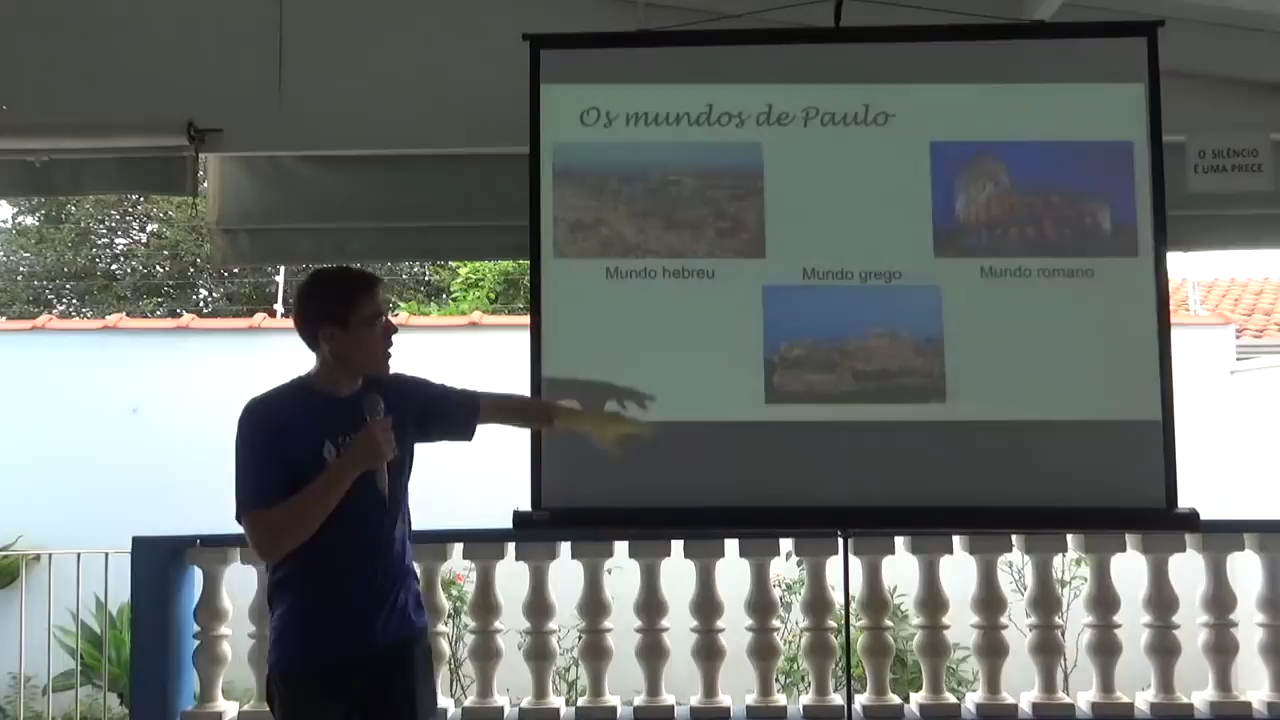 Os mundos de Paulo
Mundo hebreu
Mundo grego
Mundo romano
O SILÊNCIO
É UMA PRECE